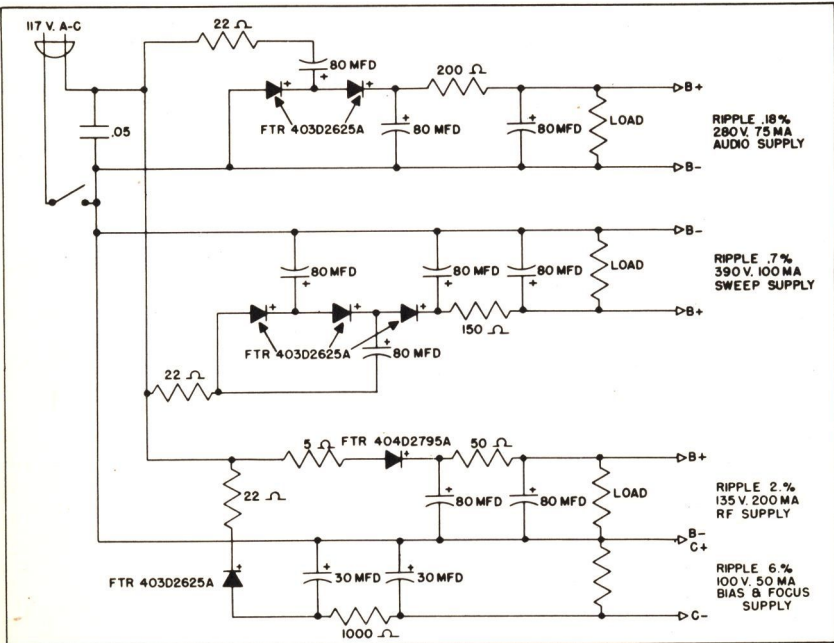 117 V. A-C
22 Ω
80 MFD
200 Ω
B+
.05
FTR 403D2625A
80 MFD
80 MFD
LOAD
RIPPLE .18%
280 V. 75 MA
AUDIO SUPPLY
B-
B-
80 MFD
80 MFD
80 MFD
LOAD
RIPPLE .7%
390 V. 100 MA
SWEEP SUPPLY
B+
150 Ω
FTR 403D2625A
80 MFD
22 Ω
5 Ω
FTR 404D2795A
50 Ω
B+
22 Ω
80 MFD
80 MFD
LOAD
RIPPLE 2.%
135 V. 200 MA
RF SUPPLY
B-
C+
FTR 403D2625A
30 MFD
30 MFD
RIPPLE 6.%
100 V. 50 MA
BIAS & FOCUS
SUPPLY
1000 Ω
C-